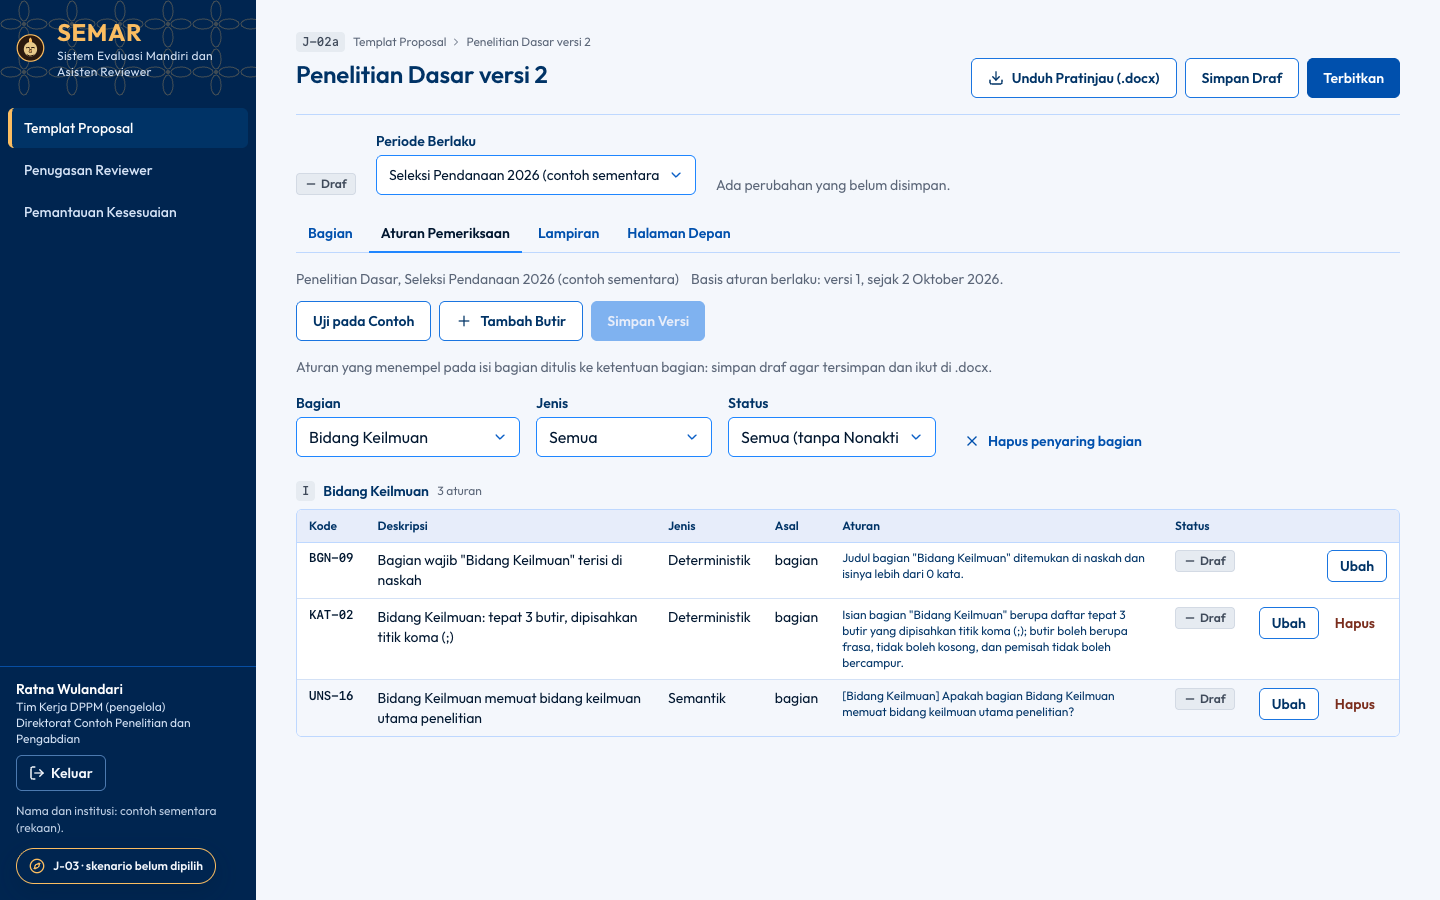 SEMAR
Sistem Evaluasi Mandiri dan
Asisten Reviewer
Templat Proposal
Penugasan Reviewer
Pemantauan Kesesuaian
Ratna Wulandari
Tim Kerja DPPM (pengelola)
Direktorat Contoh Penelitian dan
Pengabdian
Keluar
Nama dan institusi: contoh sementara
(rekaan).
J-03 · skenario belum dipilih
J-02a Templat Proposal > Penelitian Dasar versi 2
Penelitian Dasar versi 2
Unduh Pratinjau (.docx) Simpan Draf Terbitkan
Periode Berlaku
— Draf Seleksi Pendanaan 2026 (contoh sementara Ada perubahan yang belum disimpan.
Bagian Aturan Pemeriksaan Lampiran Halaman Depan
Penelitian Dasar, Seleksi Pendanaan 2026 (contoh sementara) Basis aturan berlaku: versi 1, sejak 2 Oktober 2026.
Uji pada Contoh + Tambah Butir Simpan Versi
Aturan yang menempel pada isi bagian ditulis ke ketentuan bagian: simpan draf agar tersimpan dan ikut di .docx.
Bagian Jenis Status
Bidang Keilmuan Semua Semua (tanpa Nonakti × Hapus penyaring bagian
I Bidang Keilmuan 3 aturan
Kode Deskripsi Jenis Asal Aturan Status
BGN-09 Bagian wajib "Bidang Keilmuan" terisi di
naskah Deterministik bagian Judul bagian "Bidang Keilmuan" ditemukan di naskah dan
isinya lebih dari 0 kata. — Draf Ubah
KAT-02 Bidang Keilmuan: tepat 3 butir, dipisahkan
titik koma (;) Deterministik bagian Isian bagian "Bidang Keilmuan" berupa daftar tepat 3
butir yang dipisahkan titik koma (;); butir boleh berupa
frasa, tidak boleh kosong, dan pemisah tidak boleh
bercampur. — Draf Ubah Hapus
UNS-16 Bidang Keilmuan memuat bidang keilmuan
utama penelitian Semantik bagian [Bidang Keilmuan] Apakah bagian Bidang Keilmuan
memuat bidang keilmuan utama penelitian? — Draf Ubah Hapus